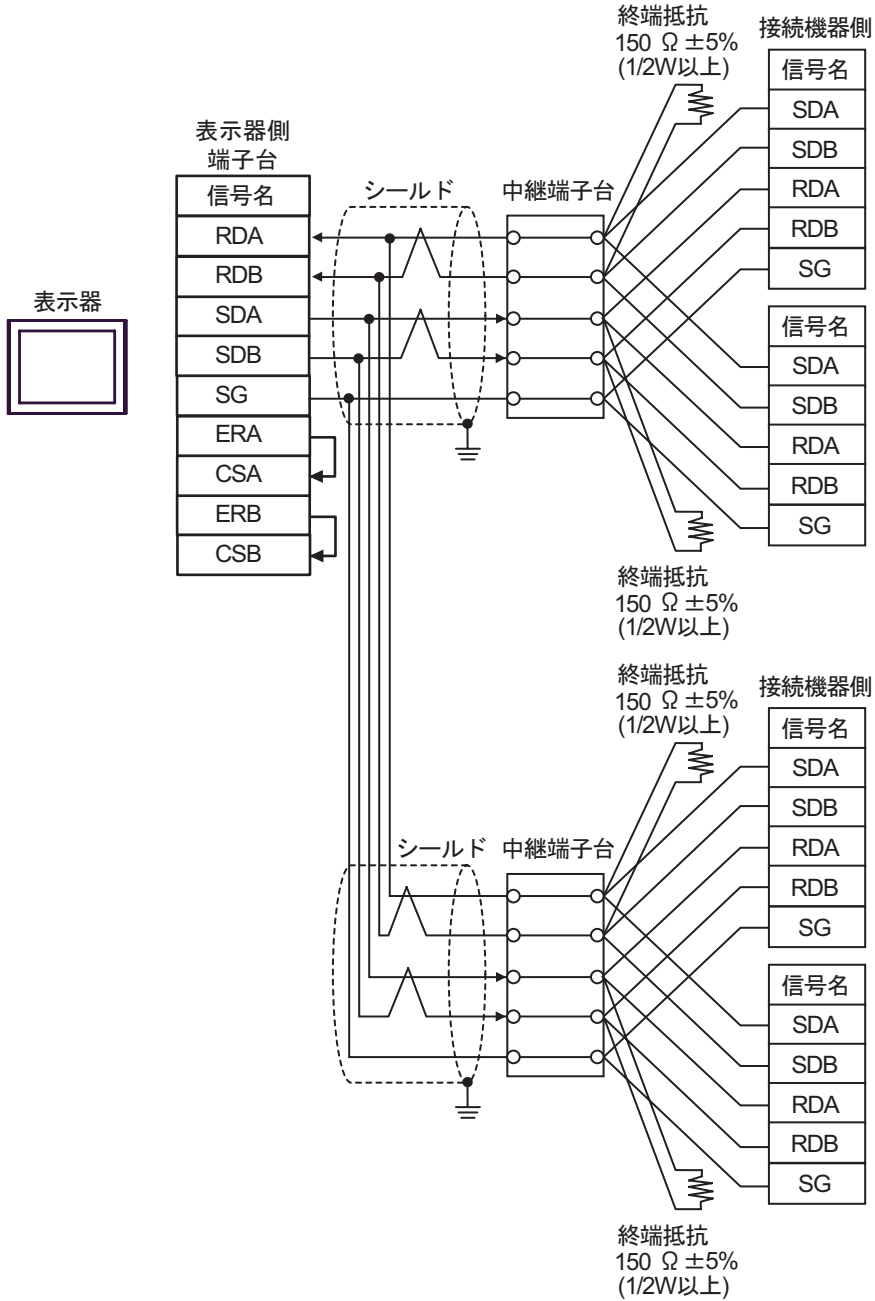 表示器
表示器側
端子台
信号名
RDA
RDB
SDA
SDB
SG
ERA
CSA
ERB
CSB
シールド
中継端子台
終端抵抗
150 Ω ±5%
(1/2W以上)
接続機器側
信号名
SDA
SDB
RDA
RDB
SG
信号名
SDA
SDB
RDA
RDB
SG
終端抵抗
150 Ω ±5%
(1/2W以上)
シールド
中継端子台
終端抵抗
150 Ω ±5%
(1/2W以上)
接続機器側
信号名
SDA
SDB
RDA
RDB
SG
信号名
SDA
SDB
RDA
RDB
SG
終端抵抗
150 Ω ±5%
(1/2W以上)